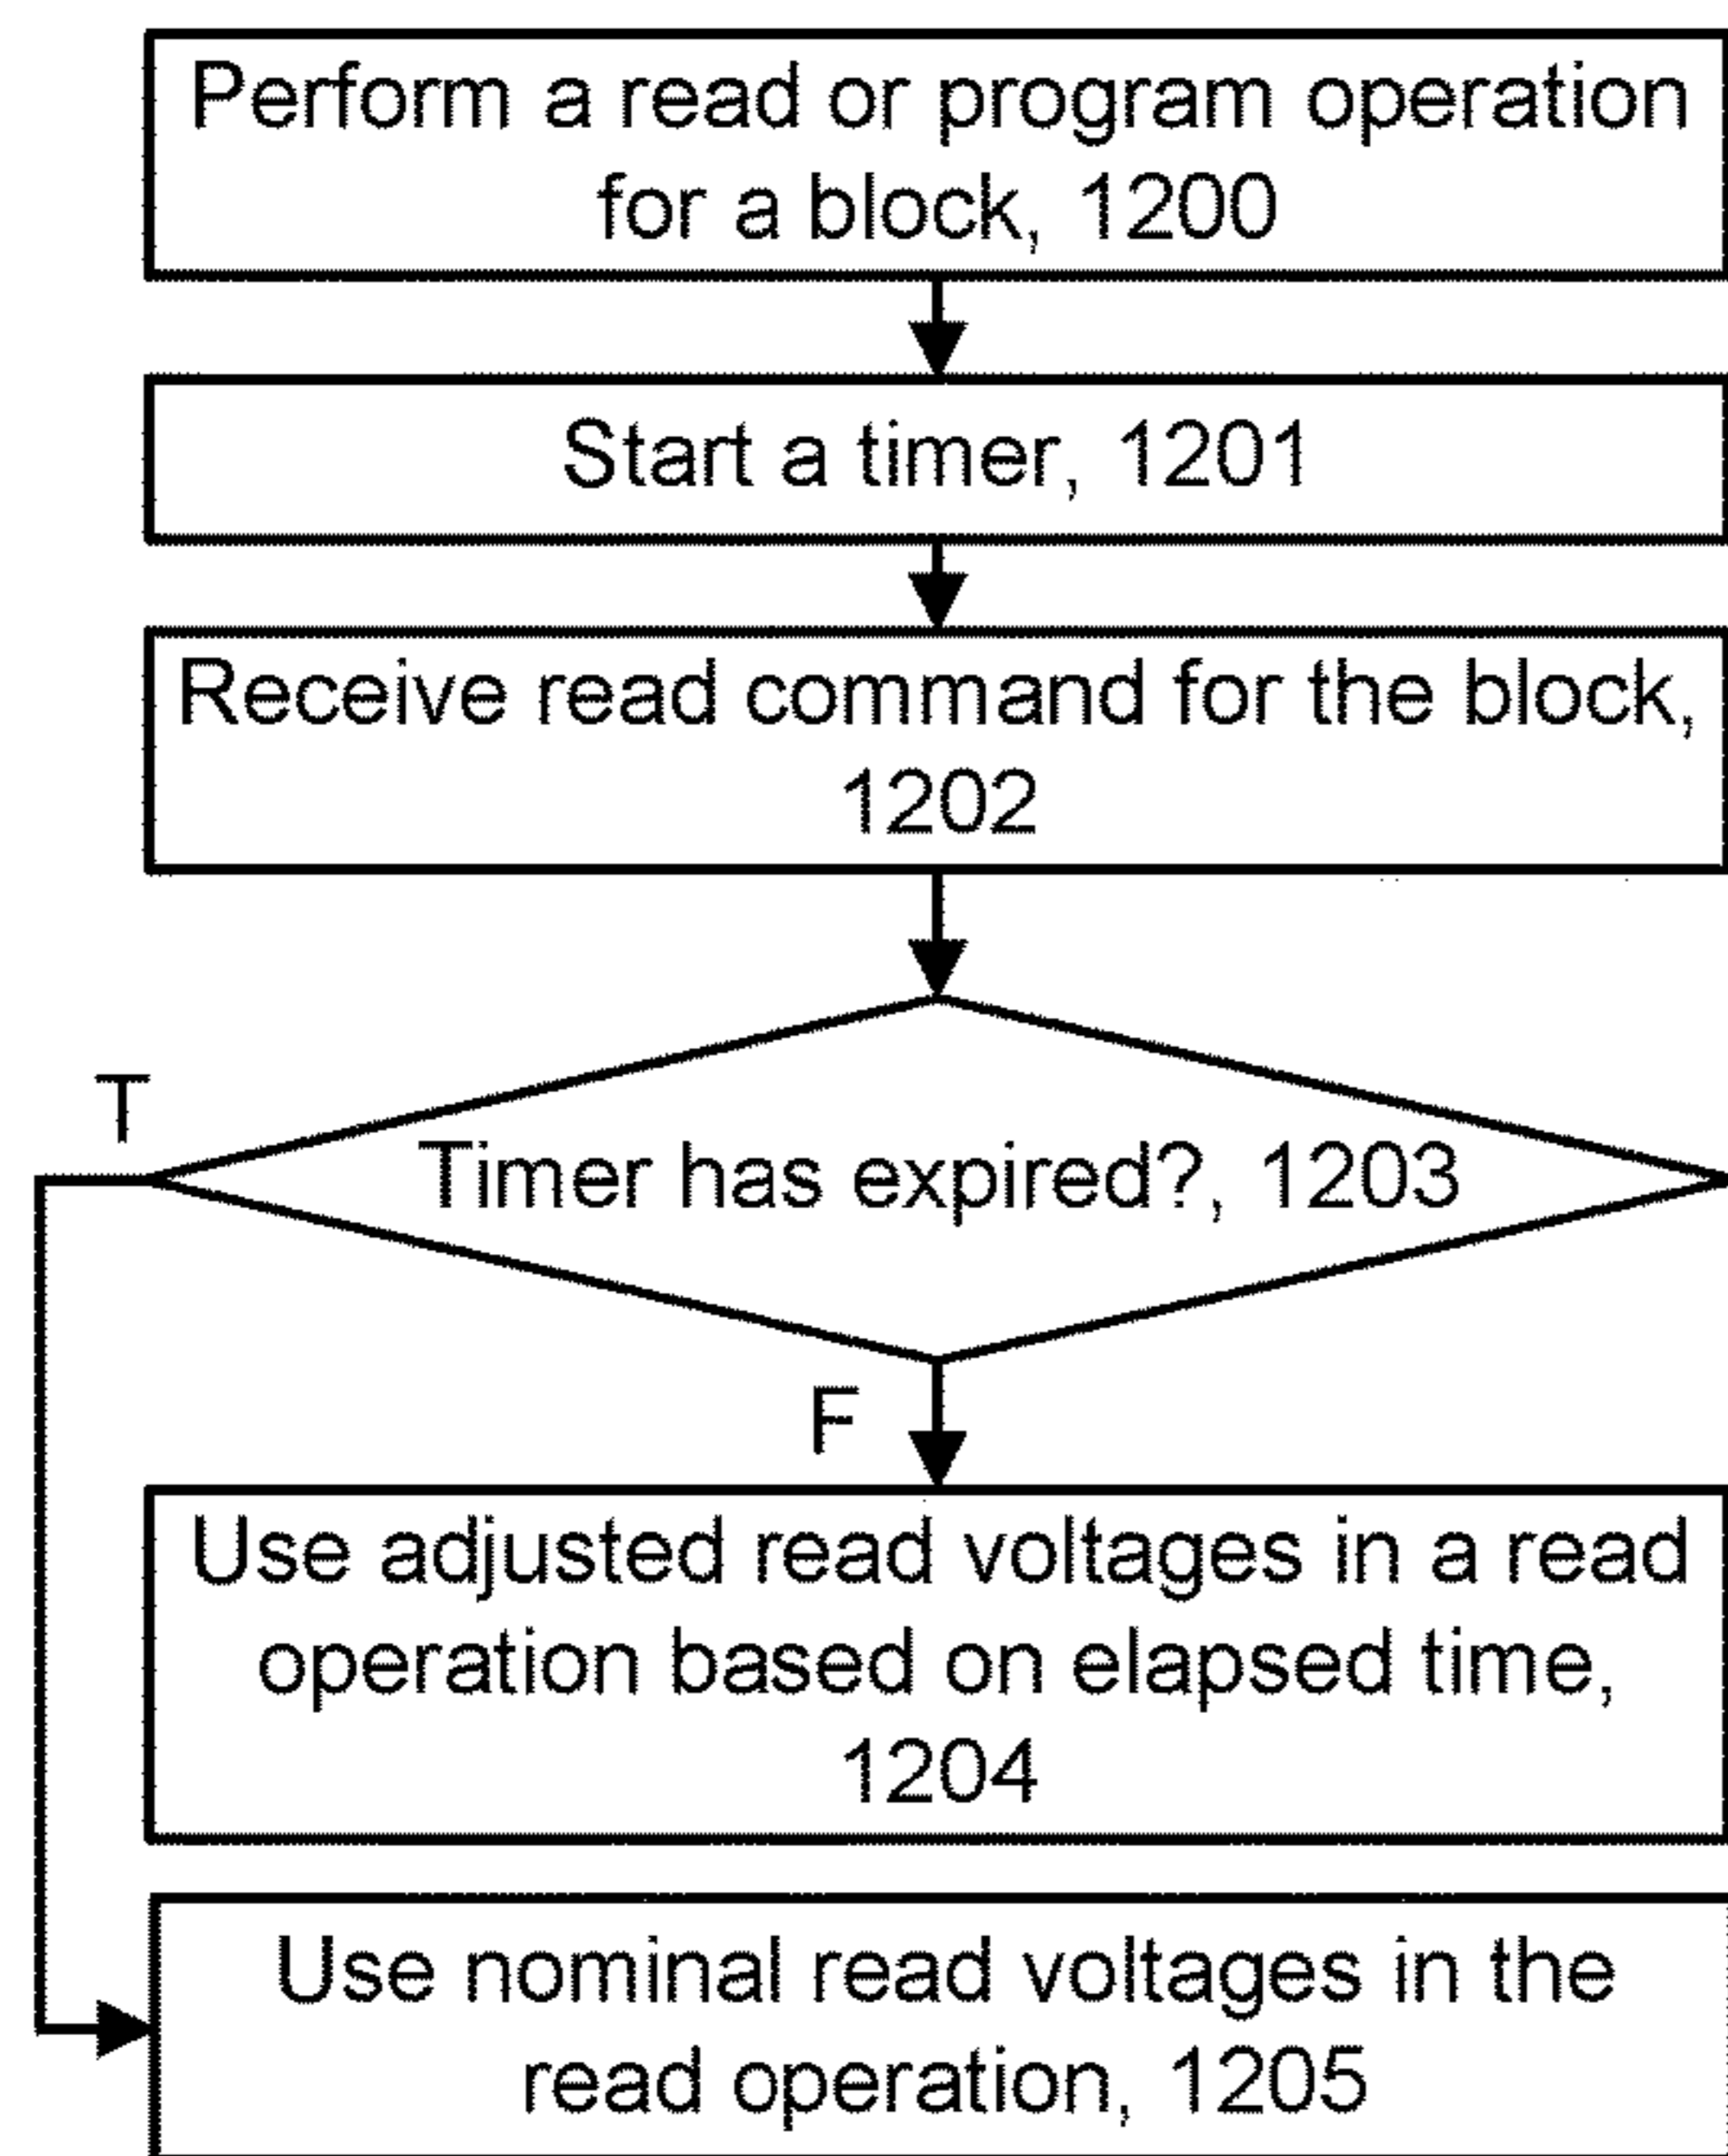 Perform a read or program operation
for a block, 1200
Start a timer, 1201
Receive read command for the block,
1202
T
Timer has expired?, 1203
F
Use adjusted read voltages in a read
operation based on elapsed time,
1204
Use nominal read voltages in the
read operation, 1205